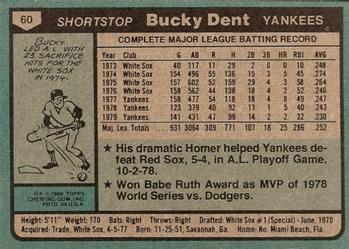 60
SHORTSTOP Bucky Dent YANKEES
BUCKY
LED A.L. WITH
23 SACRIFICE
HITS FOR THE
WHITE SOX IN
1974.
© 1980 TOPPS
CHEWING GUM, INC.
PRTD. IN U.S.A.
COMPLETE MAJOR LEAGUE BATTING RECORD
Year Club G AB R H 2B 3B HR RBI AVG
1973 White Sox 40 117 17 29 2 0 0 10 .248
1974 White Sox 154 496 55 136 15 3 5 45 .274
1975 White Sox 157 602 52 159 29 4 3 58 .264
1976 White Sox 158 562 44 138 18 4 2 52 .246
1977 Yankees 158 477 54 118 18 4 8 49 .247
1978 Yankees 123 379 40 92 11 1 5 40 .243
1979 Yankees 141 431 47 99 14 2 2 32 .230
Maj. Lea. Totals 931 3064 309 771 107 18 25 286 .252
★ His dramatic Homer helped Yankees de-
feat Red Sox, 5-4, in A.L. Playoff Game,
10-2-78.
★ Won Babe Ruth Award as MVP of 1978
World Series vs. Dodgers.
Height: 5'11" Weight: 170 Bats: Right Throws: Right Drafted: White Sox #1 (Special)-June, 1970
Acquired: Trade, White Sox, 4-5-77 Born: 11-25-51, Savannah, Ga. Home: No. Miami Beach, Fla.